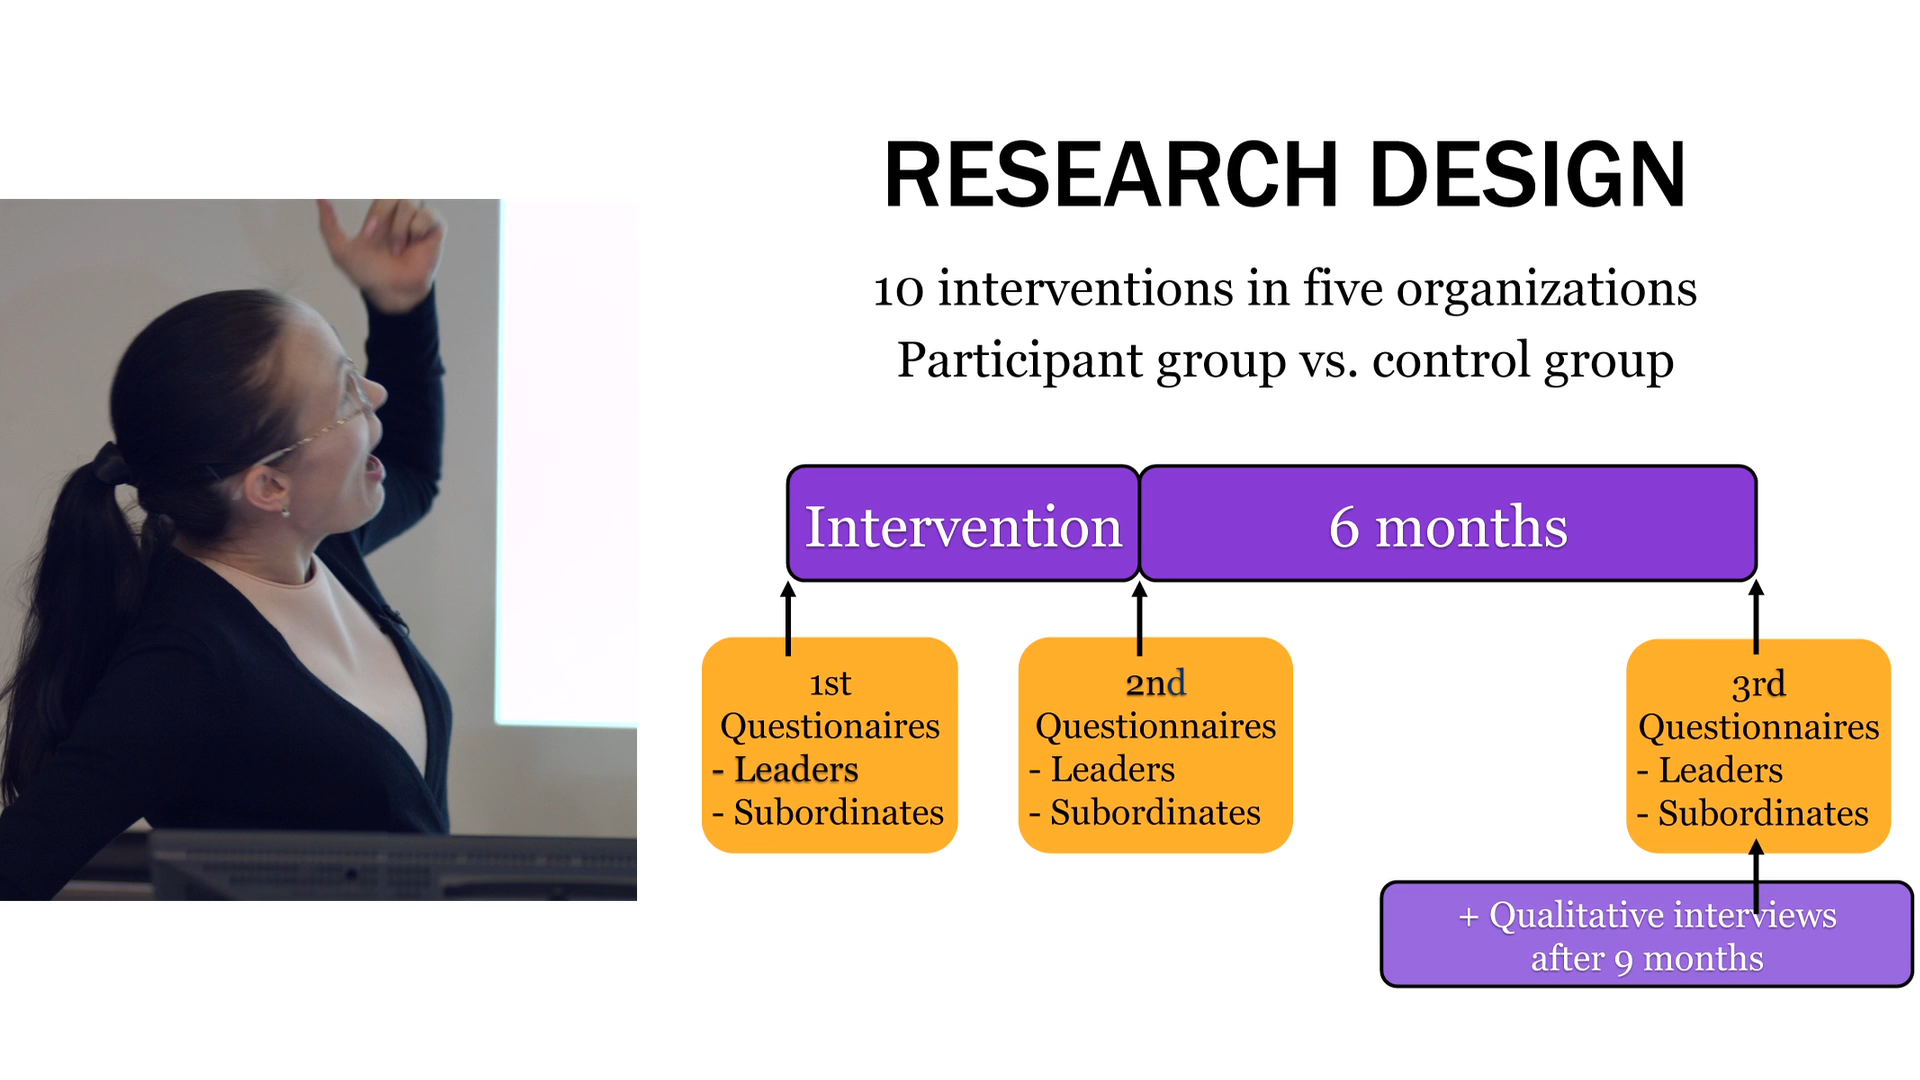 RESEARCH DESIGN
10 interventions in five organizations
Participant group vs. control group
Intervention
6 months
1st
Questionaires
- Leaders
- Subordinates
2nd
Questionnaires
- Leaders
- Subordinates
3rd
Questionnaires
- Leaders
- Subordinates
+ Qualitative interviews
after 9 months